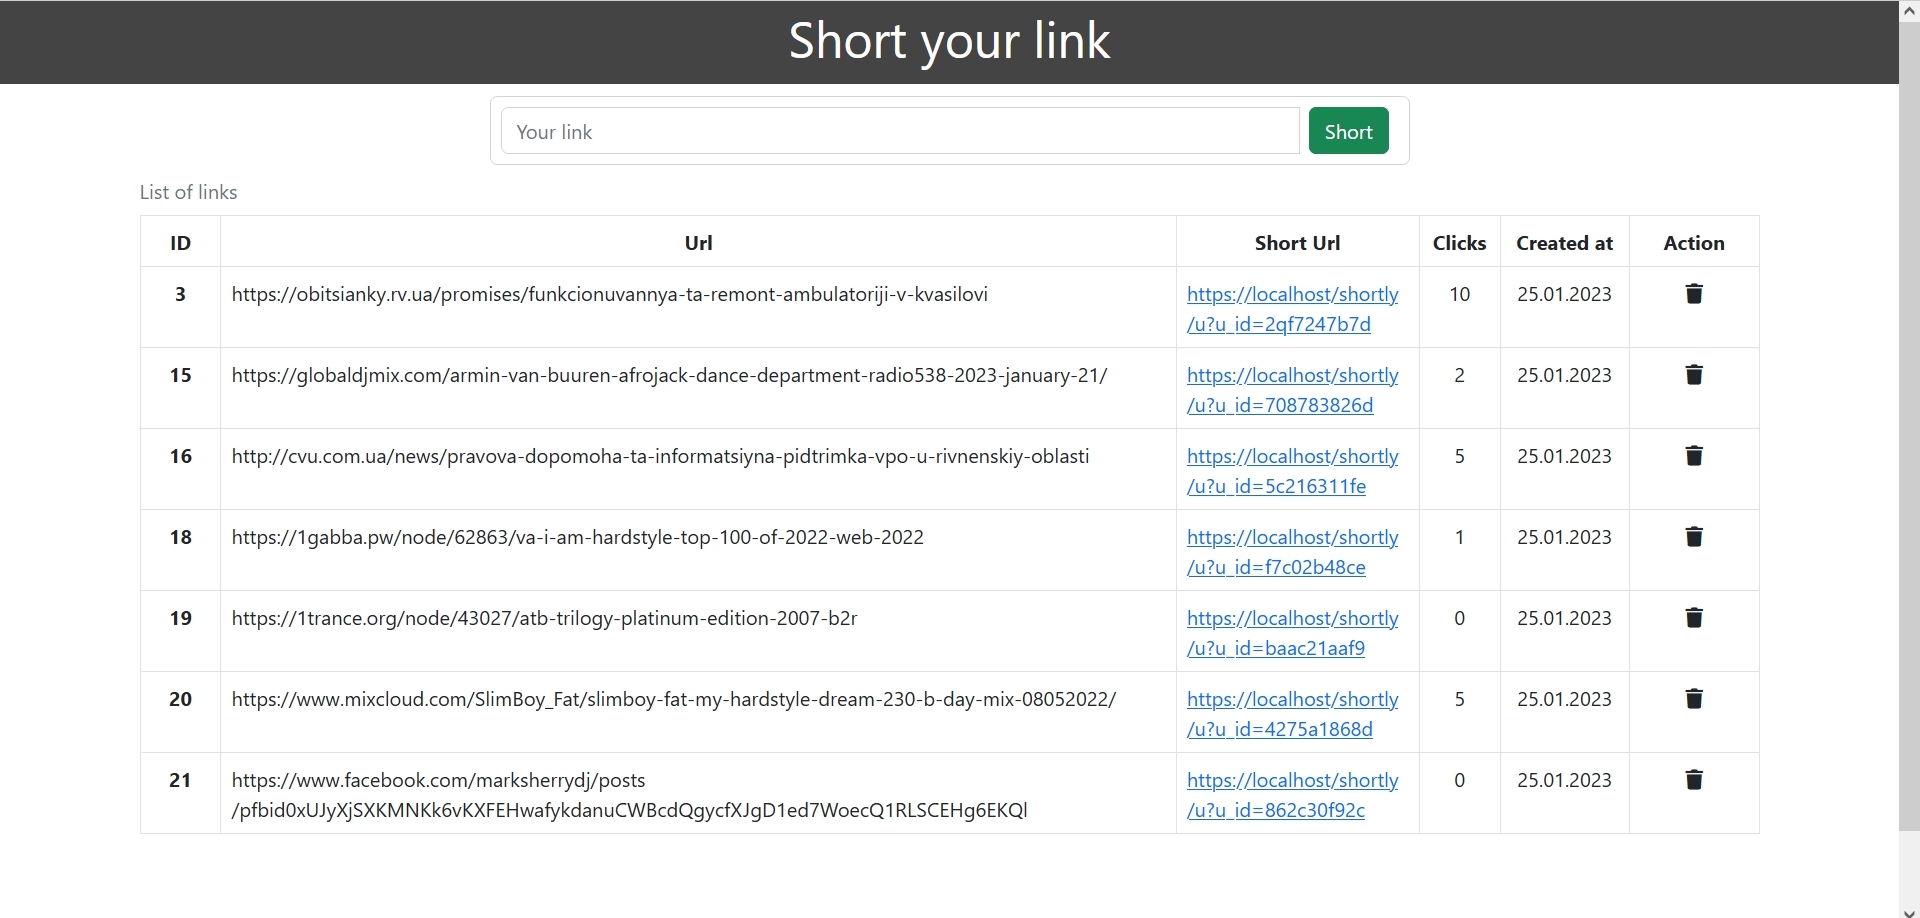 Short your link
Your link
Short
List of links
ID Url Short Url Clicks Created at Action
3 https://obitsianky.rv.ua/promises/funkcionuvannya-ta-remont-ambulatoriji-v-kvasilovi https://localhost/shortly 10 25.01.2023
/u?u_id=2qf7247b7d
15 https://globaldjmix.com/armin-van-buuren-afrojack-dance-department-radio538-2023-january-21/ https://localhost/shortly 2 25.01.2023
/u?u_id=708783826d
16 http://cvu.com.ua/news/pravova-dopomoha-ta-informatsiyna-pidtrimka-vpo-u-rivnenskiy-oblasti https://localhost/shortly 5 25.01.2023
/u?u_id=5c216311fe
18 https://1gabba.pw/node/62863/va-i-am-hardstyle-top-100-of-2022-web-2022 https://localhost/shortly 1 25.01.2023
/u?u_id=f7c02b48ce
19 https://1trance.org/node/43027/atb-trilogy-platinum-edition-2007-b2r https://localhost/shortly 0 25.01.2023
/u?u_id=baac21aaf9
20 https://www.mixcloud.com/SlimBoy_Fat/slimboy-fat-my-hardstyle-dream-230-b-day-mix-08052022/ https://localhost/shortly 5 25.01.2023
/u?u_id=4275a1868d
21 https://www.facebook.com/marksherrydj/posts https://localhost/shortly 0 25.01.2023
/pfbid0xUJyXjSXKMNKk6vKXFEHwafykdanuCWBcdQgycfXJgD1ed7WoecQ1RLSCEHg6EKQl /u?u_id=862c30f92c